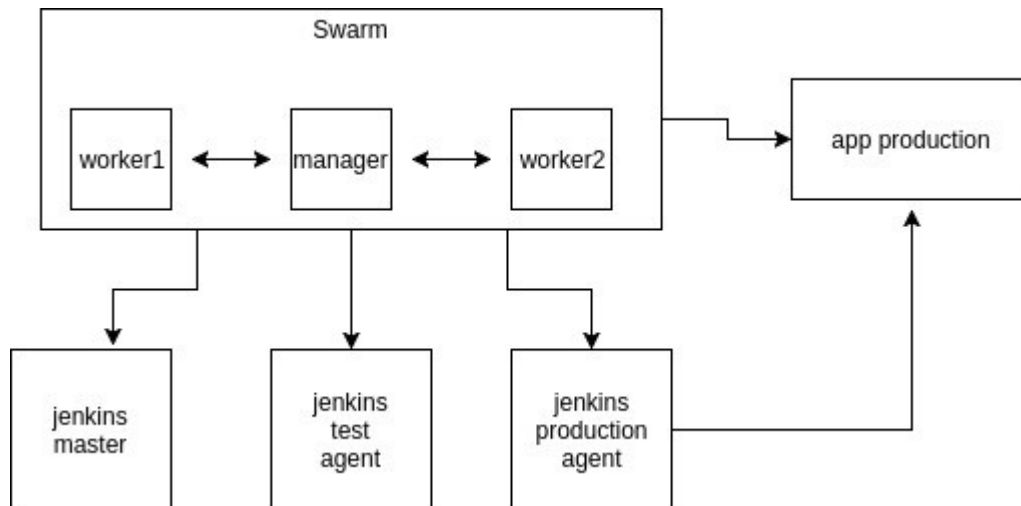 Swarm
worker1
manager
worker2
app production
jenkins
master
jenkins
test
agent
jenkins
production
agent